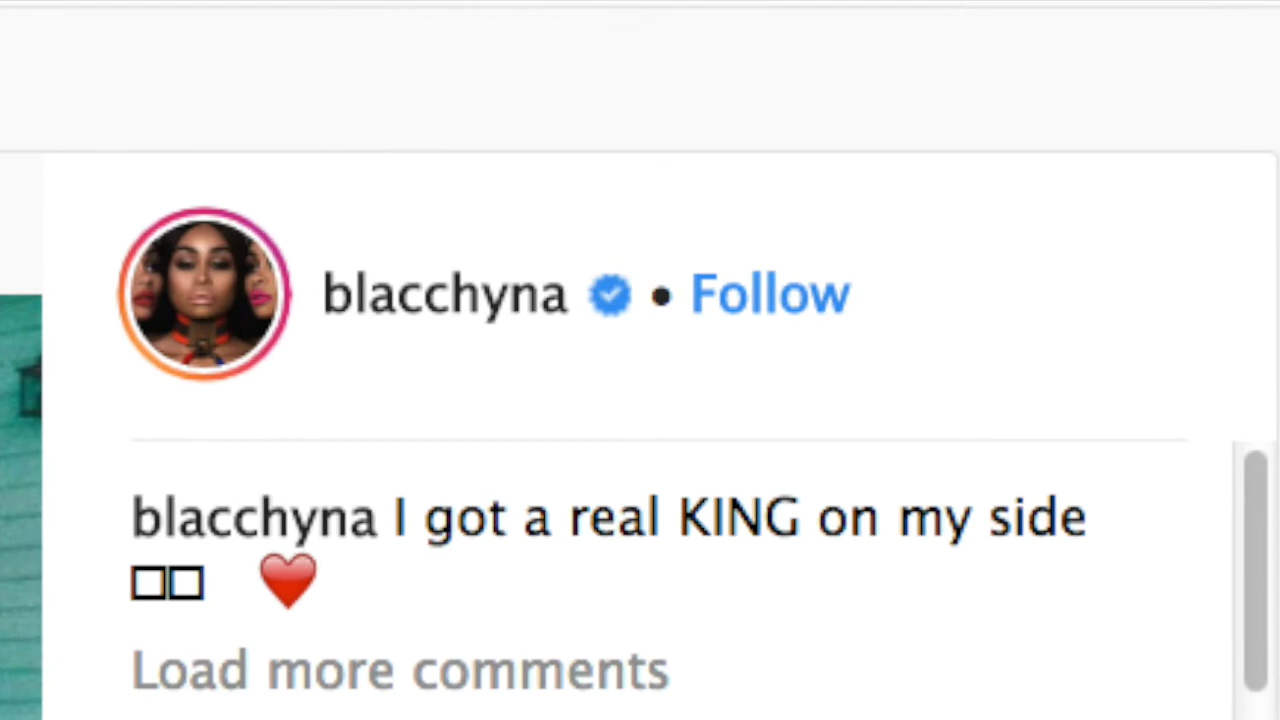 blacchyna • Follow
blacchyna I got a real KING on my side
□□ ❤️
Load more comments